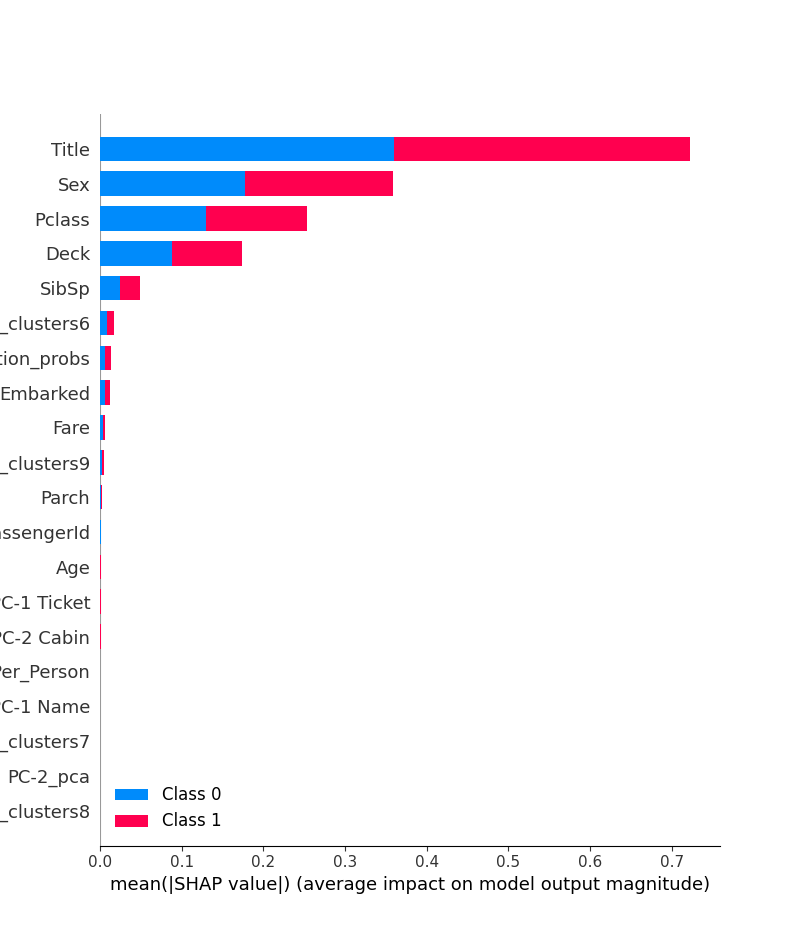 Title
Sex
Pclass
Deck
SibSp
_clusters6
tion_probs
Embarked
Fare
_clusters9
Parch
assengerId
Age
PC-1 Ticket
PC-2 Cabin
Per_Person
PC-1 Name
_clusters7
PC-2_pca
_clusters8
Class 0
Class 1
0.0 0.1 0.2 0.3 0.4 0.5 0.6 0.7
mean(|SHAP value|) (average impact on model output magnitude)